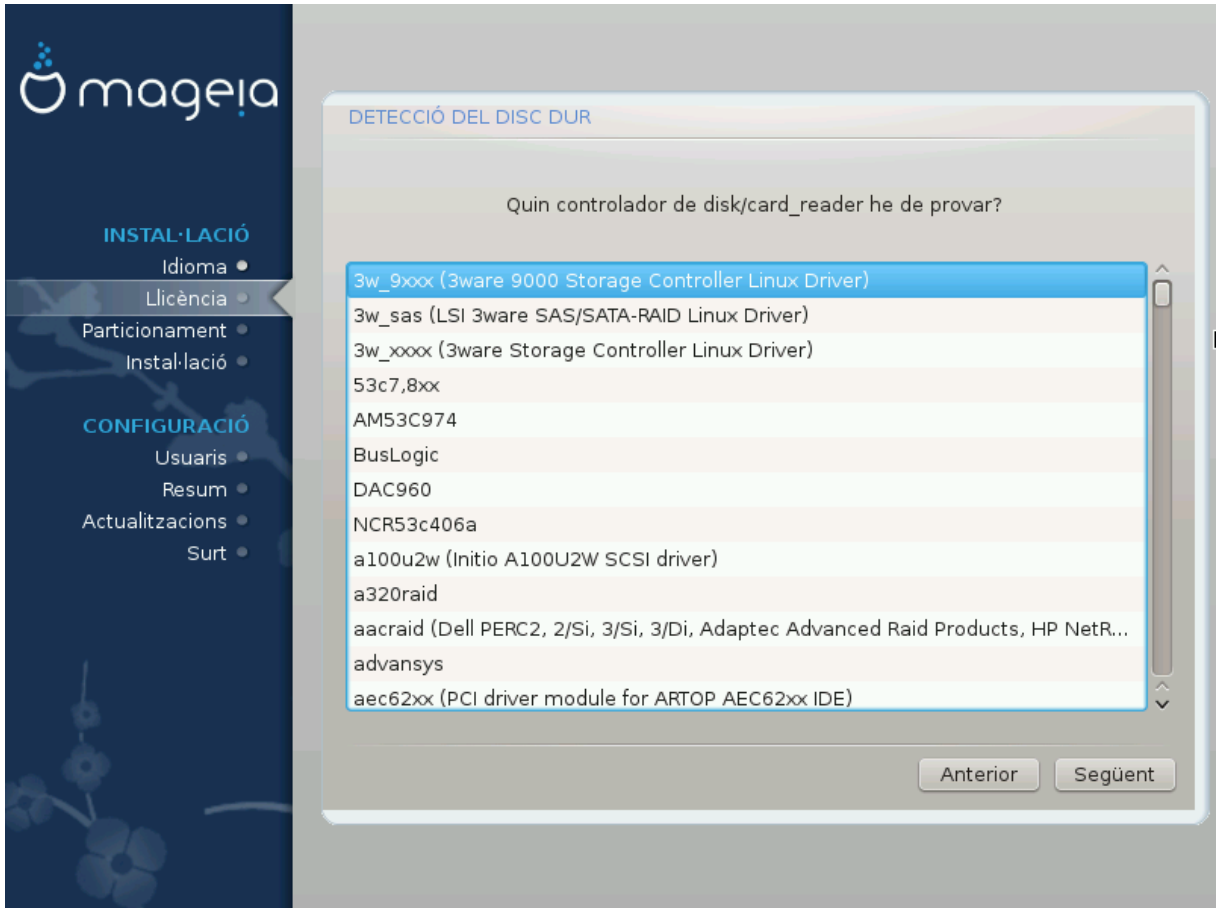 mageia
INSTAL·LACIÓ
Idioma
Llicència
Particionament
Instal·lació
CONFIGURACIÓ
Usuaris
Resum
Actualitzacions
Surt
DETECCIÓ DEL DISC DUR
Quin controlador de disk/card_reader he de provar?
3w_9xxx (3ware 9000 Storage Controller Linux Driver)
3w_sas (LSI 3ware SAS/SATA-RAID Linux Driver)
3w_xxxx (3ware Storage Controller Linux Driver)
53c7,8xx
AM53C974
BusLogic
DAC960
NCR53c406a
a100u2w (Initio A100U2W SCSI driver)
a320raid
aacraid (Dell PERC2, 2/Si, 3/Si, 3/Di, Adaptec Advanced Raid Products, HP NetR...
advansys
aec62xx (PCI driver module for ARTOP AEC62xx IDE)
Anterior
Següent